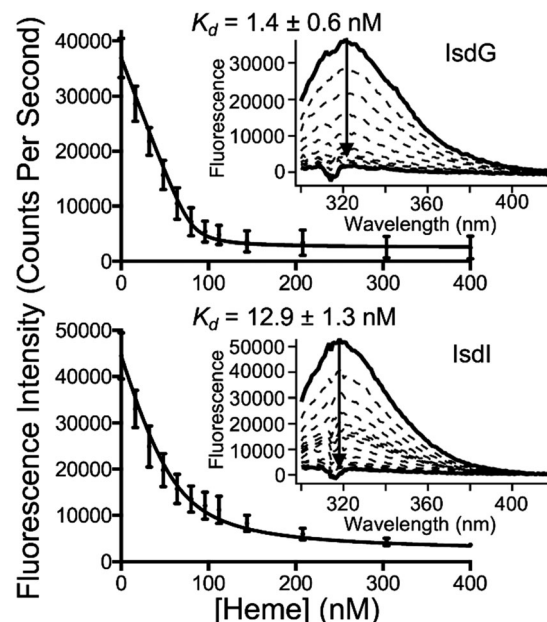 Fluorescence Intensity (Counts Per Second)
K_d = 1.4 ± 0.6 nM
IsdG
40000
30000
20000
10000
0
0 100 200 300 400
Fluorescence
30000
20000
10000
0
320 360 400
Wavelength (nm)
K_d = 12.9 ± 1.3 nM
IsdI
50000
40000
30000
20000
10000
0
0 100 200 300 400
Fluorescence
50000
40000
30000
20000
10000
0
320 360 400
Wavelength (nm)
[Heme] (nM)